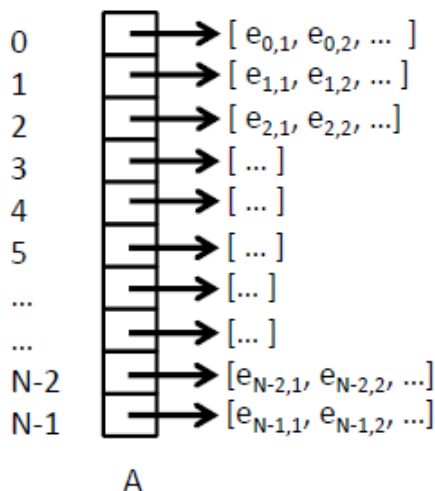 0 [ e0,1, e0,2, … ]
1 [ e1,1, e1,2, … ]
2 [ e2,1, e2,2, …]
3 [ … ]
4 [ … ]
5 [ … ]
… […]
… […]
N-2 [eN-2,1, eN-2,2, …]
N-1 [eN-1,1, eN-1,2, …]
A